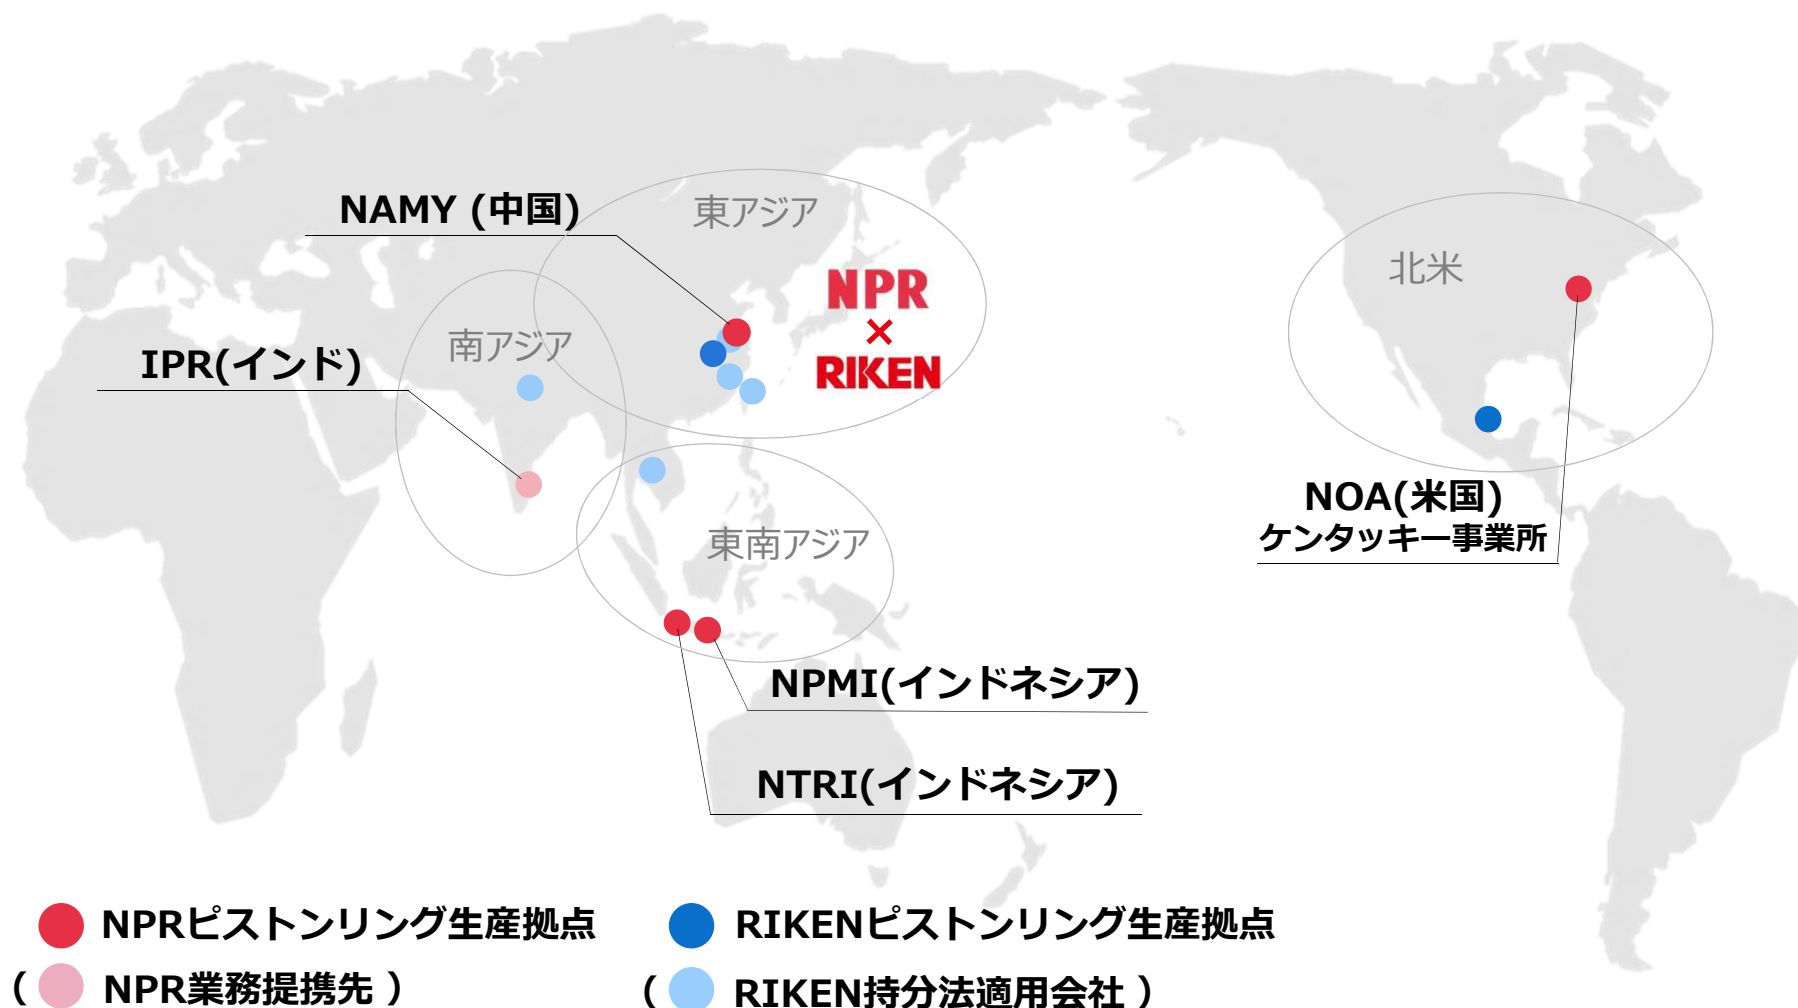 NAMY (中国)
東アジア
NPR
×
RIKEN
北米
南アジア
IPR(インド)
NOA(米国)
ケンタッキー事業所
東南アジア
NPMI(インドネシア)
NTRI(インドネシア)
NPRピストンリング生産拠点
RIKENピストンリング生産拠点
( NPR業務提携先 )
( RIKEN持分法適用会社 )